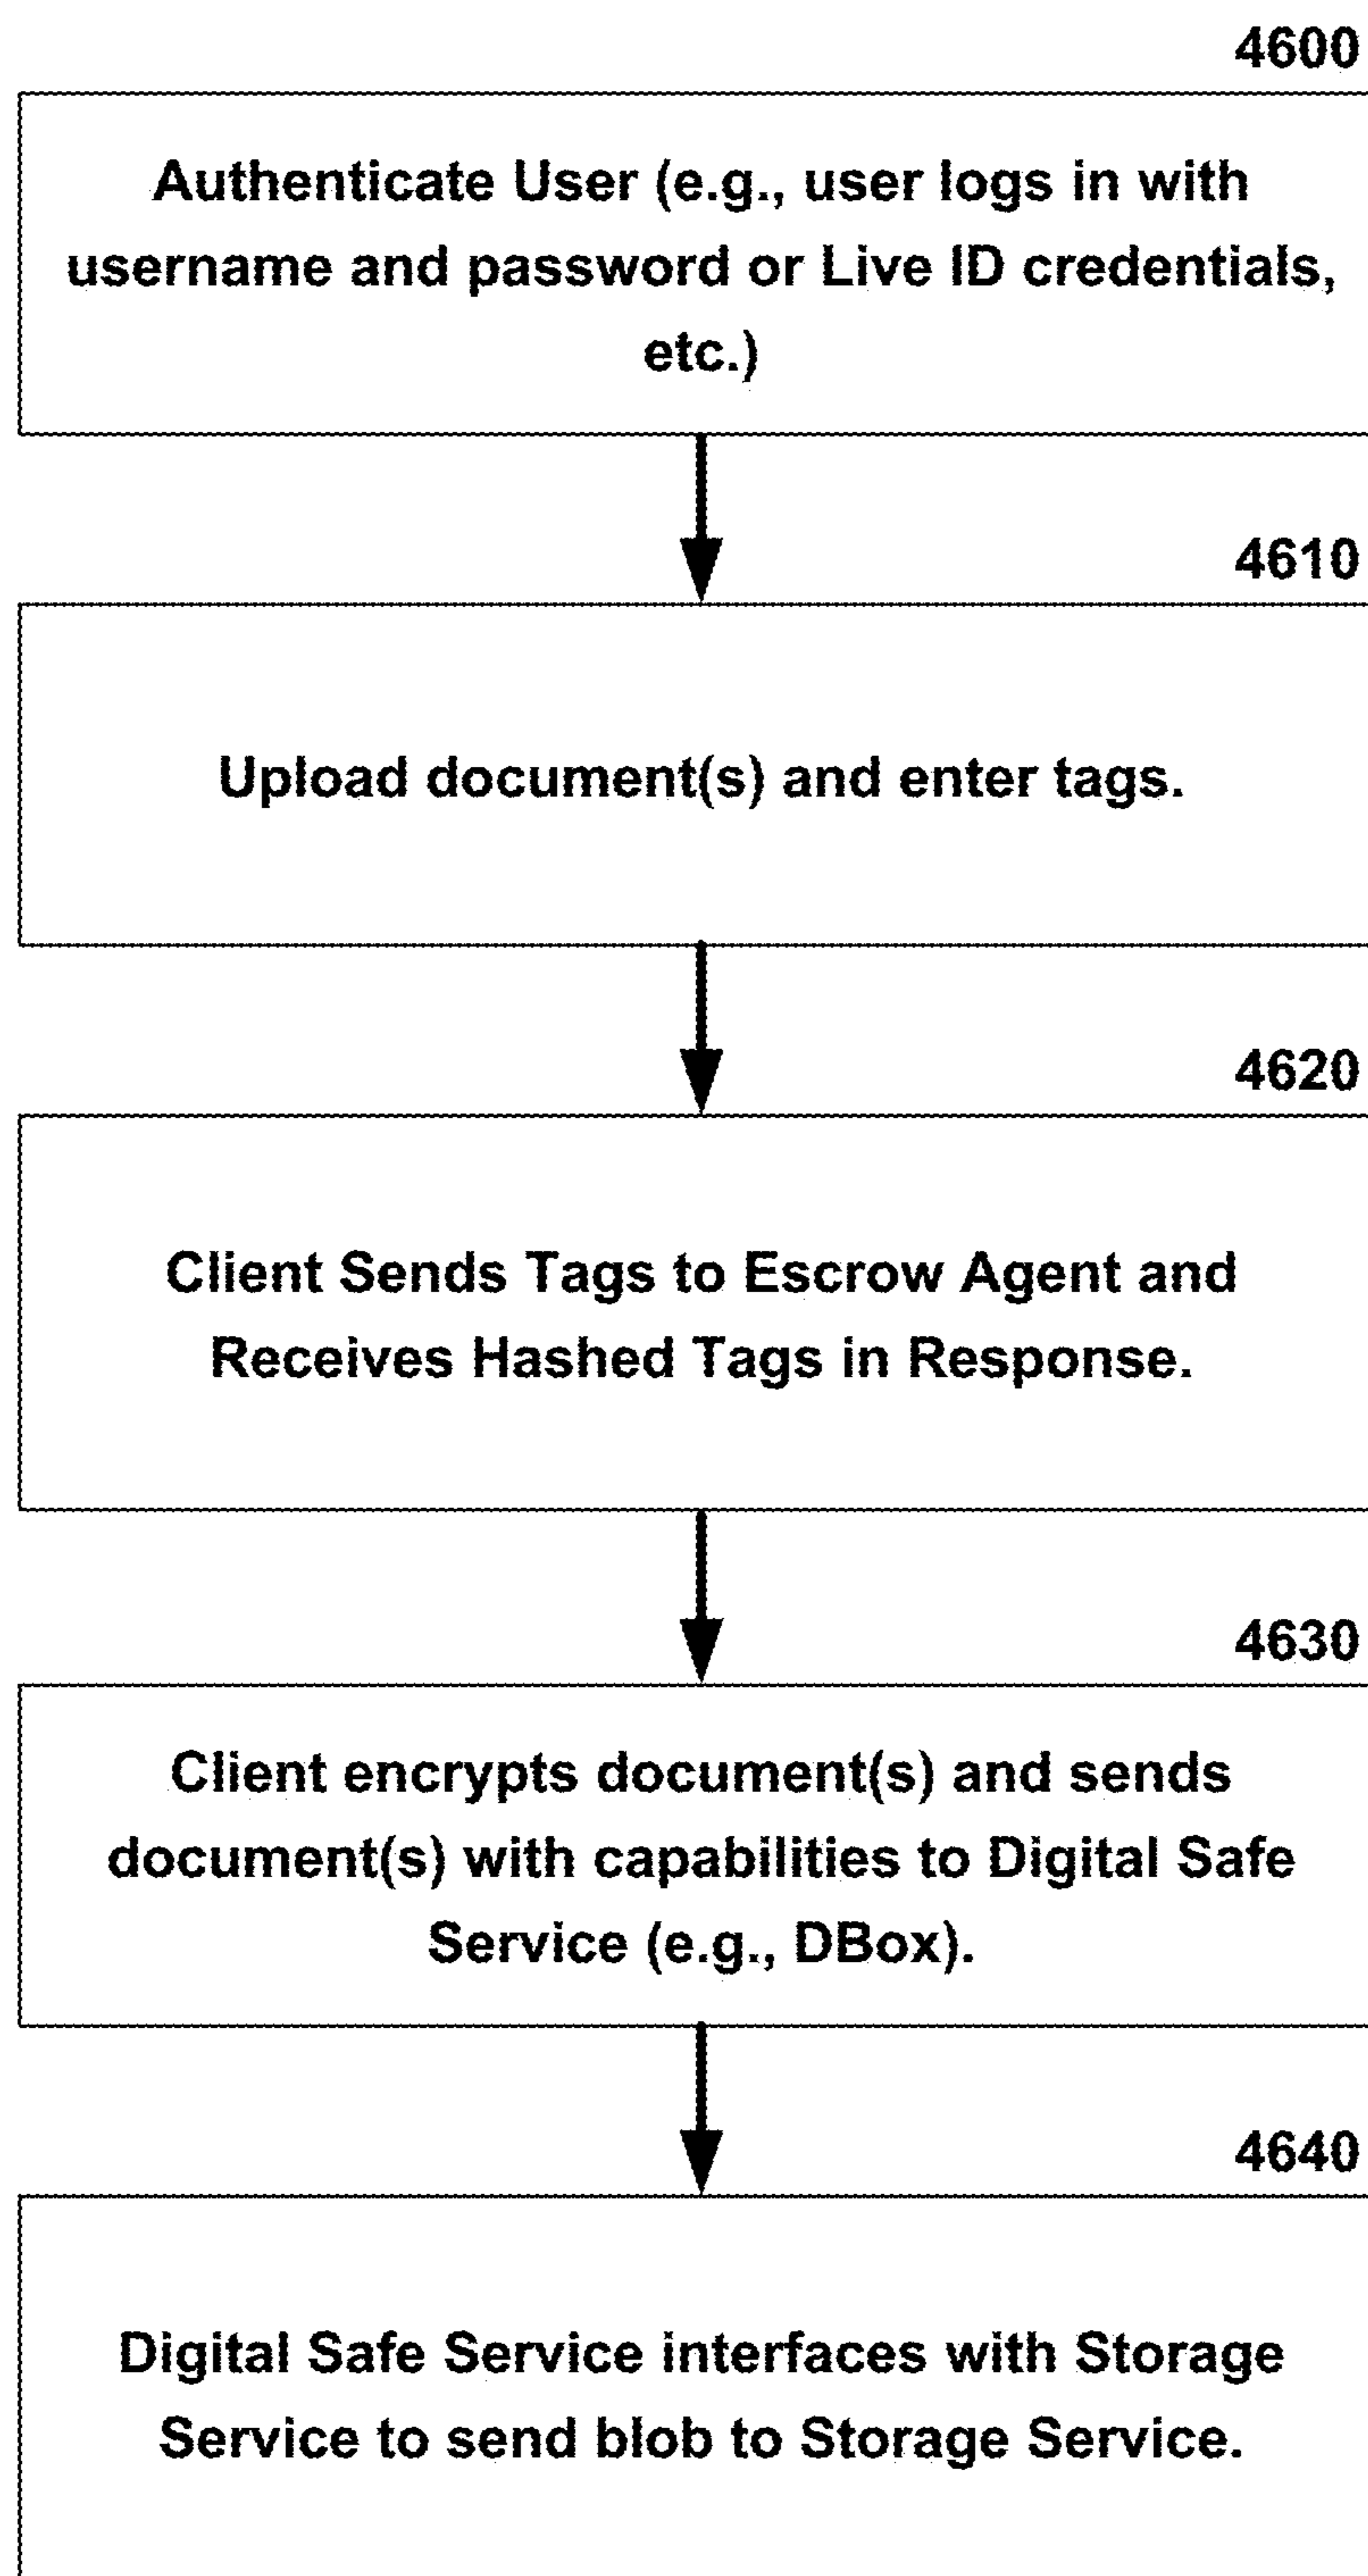 4600
Authenticate User (e.g., user logs in with
username and password or Live ID credentials,
etc.)
4610
Upload document(s) and enter tags.
4620
Client Sends Tags to Escrow Agent and
Receives Hashed Tags in Response.
4630
Client encrypts document(s) and sends
document(s) with capabilities to Digital Safe
Service (e.g., DBox).
4640
Digital Safe Service interfaces with Storage
Service to send blob to Storage Service.